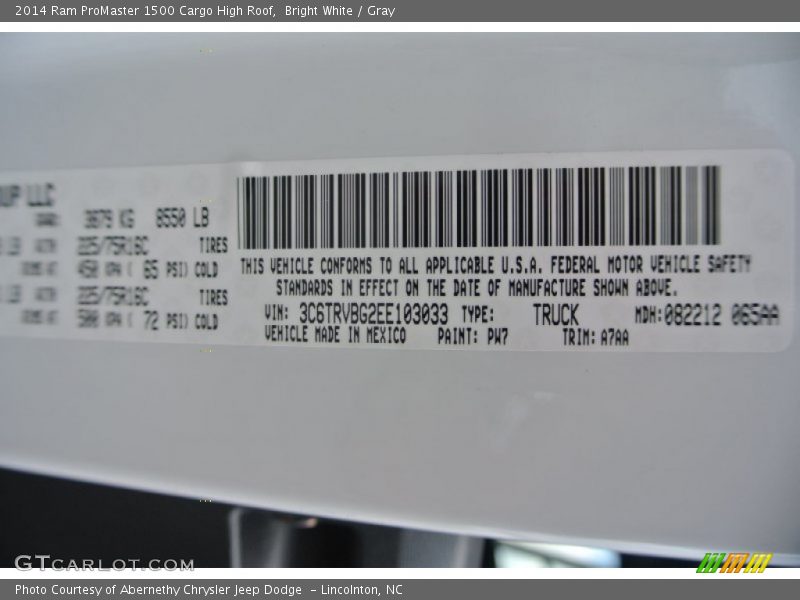 2014 Ram ProMaster 1500 Cargo High Roof, Bright White / Gray
UP LLC
3879 KG 8550 LB
LB 225/75R16C TIRES
450 KPA ( 65 PSI) COLD
LB 225/75R16C TIRES
500 KPA ( 72 PSI) COLD
THIS VEHICLE CONFORMS TO ALL APPLICABLE U.S.A. FEDERAL MOTOR VEHICLE SAFETY
STANDARDS IN EFFECT ON THE DATE OF MANUFACTURE SHOWN ABOVE.
VIN: 3C6TRVBG2EE103033 TYPE: TRUCK MDH:082212 065AA
VEHICLE MADE IN MEXICO PAINT: PW7 TRIM: A7AA
GTCARLOT.COM
Photo Courtesy of Abernethy Chrysler Jeep Dodge – Lincolnton, NC